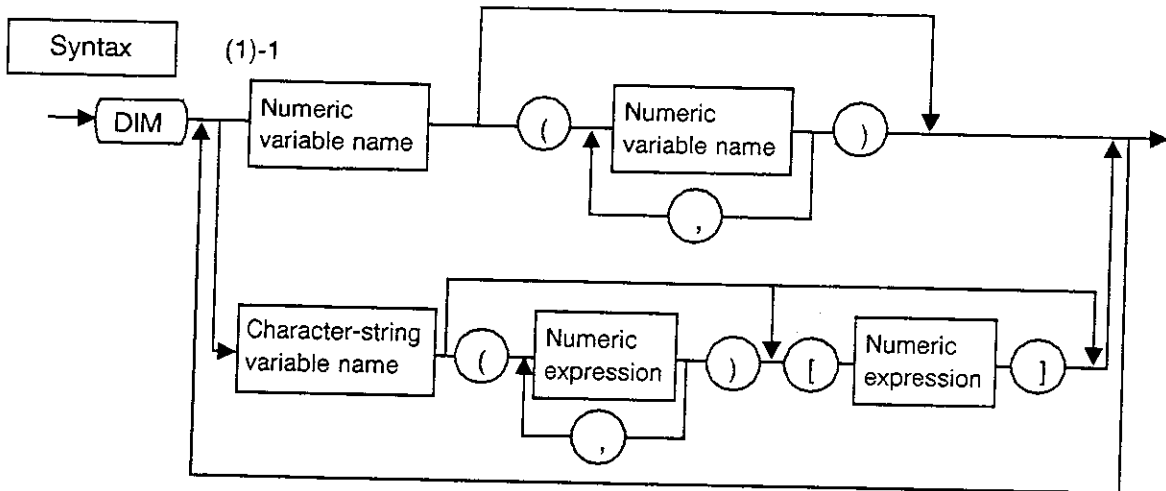 Syntax
(1)-1
DIM
Numeric
variable name
(
Numeric
variable name
)
,
Character-string
variable name
(
Numeric
expression
)
[
Numeric
expression
]
,